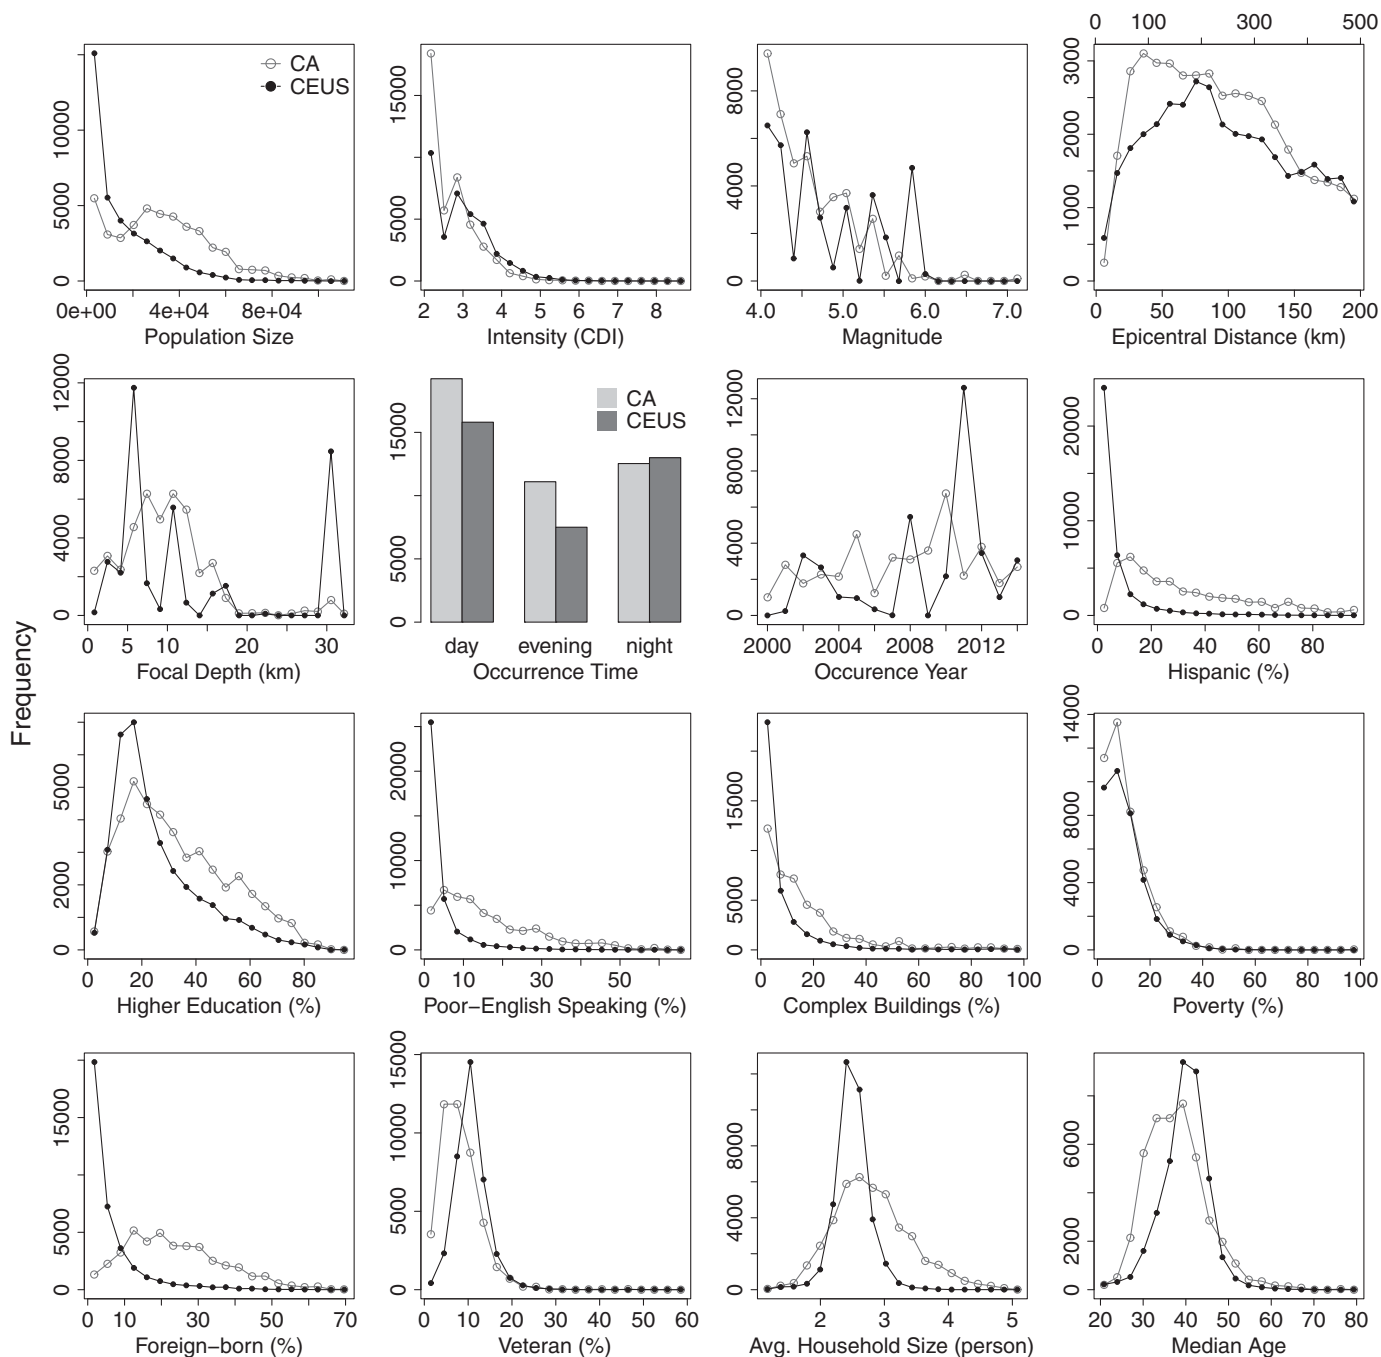 0 100 300 500
CA
CEUS
0 5000 15000
0e+00 4e+04 8e+04
Population Size
0 5000 15000
2 3 4 5 6 7 8
Intensity (CDI)
0 4000 8000
4.0 5.0 6.0 7.0
Magnitude
0 1000 2000 3000
0 50 100 150 200
Epicentral Distance (km)
Frequency
0 4000 8000 12000
0 5 10 20 30
Focal Depth (km)
CA
CEUS
0 5000 15000
day evening night
Occurrence Time
0 4000 8000 12000
2000 2004 2008 2012
Occurence Year
0 10000 20000
0 20 40 60 80
Hispanic (%)
0 2000 5000
0 20 40 60 80
Higher Education (%)
0 10000 20000
0 10 30 50
Poor−English Speaking (%)
0 5000 15000
0 20 40 60 80 100
Complex Buildings (%)
0 4000 8000 14000
0 20 40 60 80 100
Poverty (%)
0 5000 15000
0 10 30 50 70
Foreign−born (%)
0 5000 10000 15000
0 10 20 30 40 50 60
Veteran (%)
0 4000 8000
2 3 4 5
Avg. Household Size (person)
0 2000 6000
20 30 40 50 60 70 80
Median Age